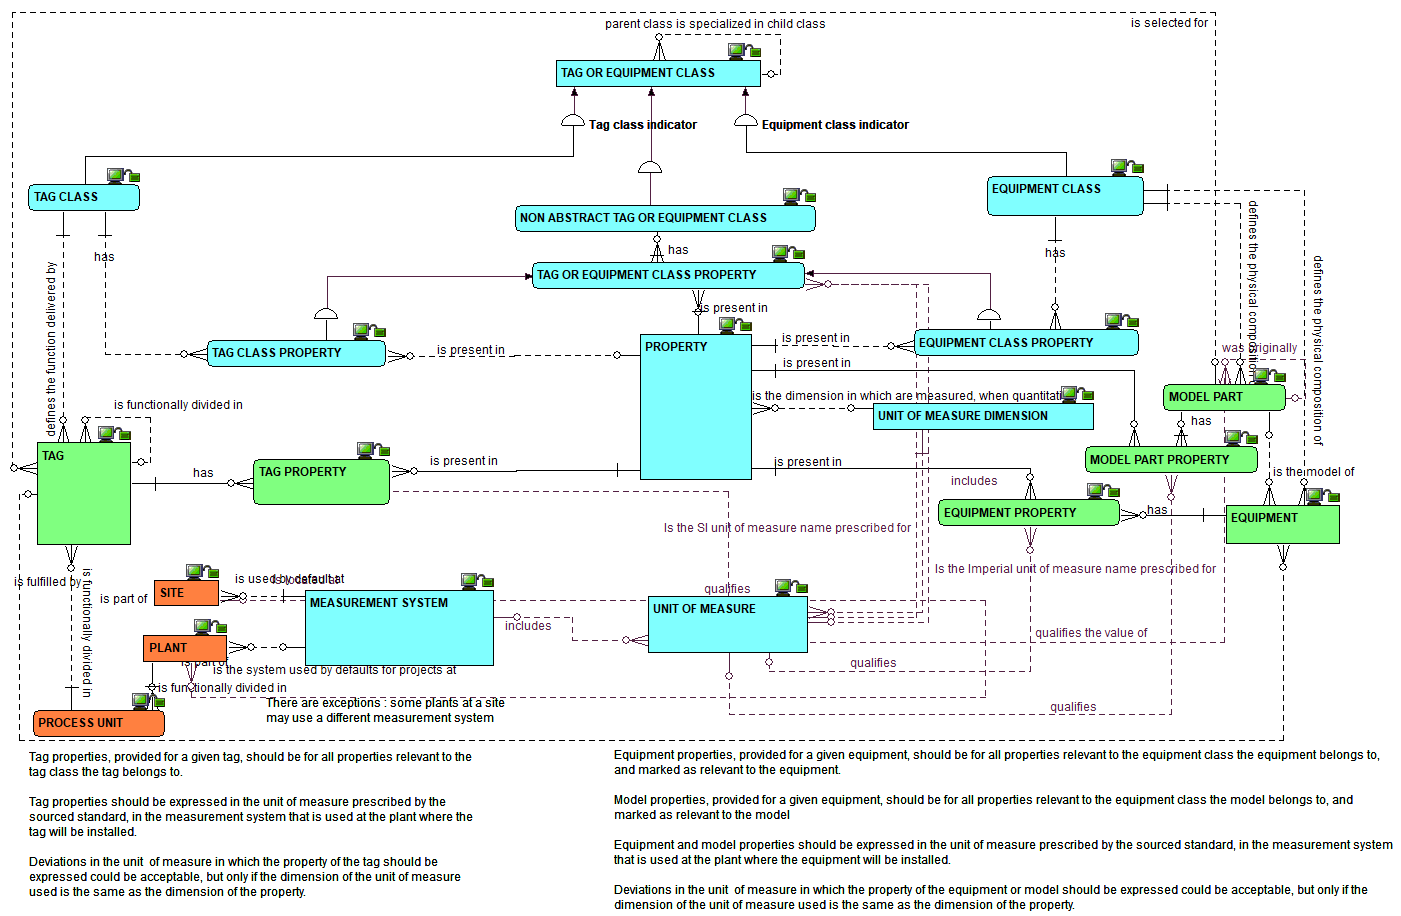 is selected for
parent class is specialized in child class
TAG OR EQUIPMENT CLASS
Tag class indicator
Equipment class indicator
TAG CLASS
EQUIPMENT CLASS
NON ABSTRACT TAG OR EQUIPMENT CLASS
has
has
has
TAG OR EQUIPMENT CLASS PROPERTY
defines the function delivered by
defines the physical composition
defines the physical composition of
is present in
TAG CLASS PROPERTY
is present in
PROPERTY
is present in
EQUIPMENT CLASS PROPERTY
was originally
is present in
is the dimension in which are measured, when quantitati
MODEL PART
is functionally divided in
UNIT OF MEASURE DIMENSION
has
TAG
has
TAG PROPERTY
is present in
is present in
MODEL PART PROPERTY
is the model of
includes
EQUIPMENT PROPERTY
has
EQUIPMENT
Is the SI unit of measure name prescribed for
Is the Imperial unit of measure name prescribed for
is fulfilled by
is functionally divided in
is part of
SITE
is used by default at
is located at
MEASUREMENT SYSTEM
includes
qualifies
UNIT OF MEASURE
qualifies the value of
PLANT
is part of
is the system used by defaults for projects at
qualifies
is functionally divided in
There are exceptions : some plants at a site
may use a different measurement system
qualifies
PROCESS UNIT
Tag properties, provided for a given tag, should be for all properties relevant to the
tag class the tag belongs to.
Tag properties should be expressed in the unit of measure prescribed by the
sourced standard, in the measurement system that is used at the plant where the
tag will be installed.
Deviations in the unit  of measure in which the property of the tag should be
expressed could be acceptable, but only if the dimension of the unit of measure
used is the same as the dimension of the property.
Equipment properties, provided for a given equipment, should be for all properties relevant to the equipment class the equipment belongs to,
and marked as relevant to the equipment.
Model properties, provided for a given equipment, should be for all properties relevant to the equipment class the model belongs to, and
marked as relevant to the model
Equipment and model properties should be expressed in the unit of measure prescribed by the sourced standard, in the measurement system
that is used at the plant where the equipment will be installed.
Deviations in the unit  of measure in which the property of the equipment or model should be expressed could be acceptable, but only if the
dimension of the unit of measure used is the same as the dimension of the property.